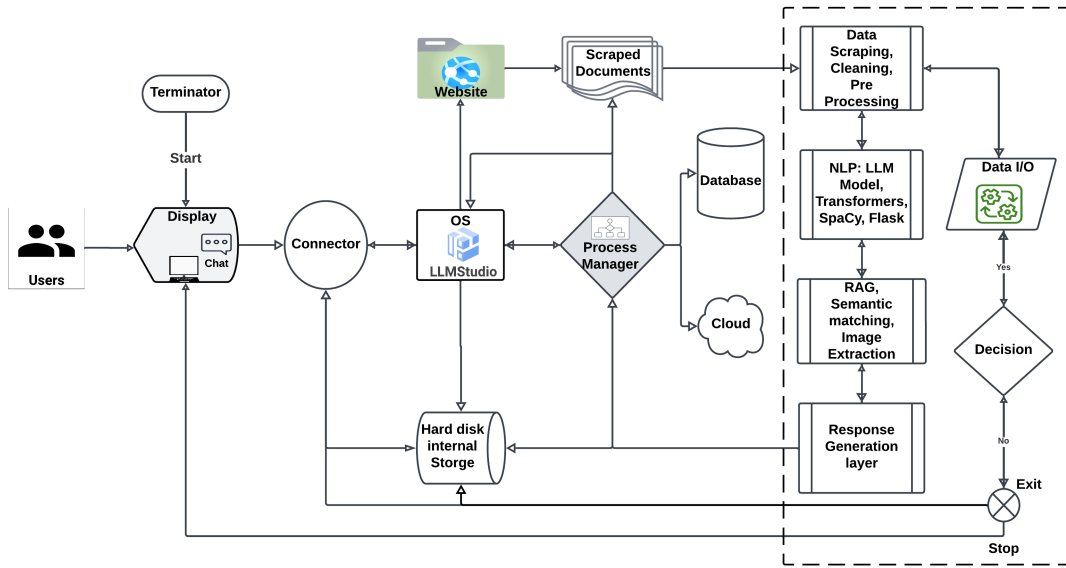 Terminator
Start
Users
Display
Chat
Connector
Website
OS
LLMStudio
Hard disk
internal
Storge
Scraped
Documents
Process
Manager
Database
Cloud
Data
Scraping,
Cleaning,
Pre
Processing
NLP: LLM
Model,
Transformers,
SpaCy, Flask
RAG,
Semantic
matching,
Image
Extraction
Response
Generation
layer
Data I/O
Yes
Decision
No
Exit
Stop